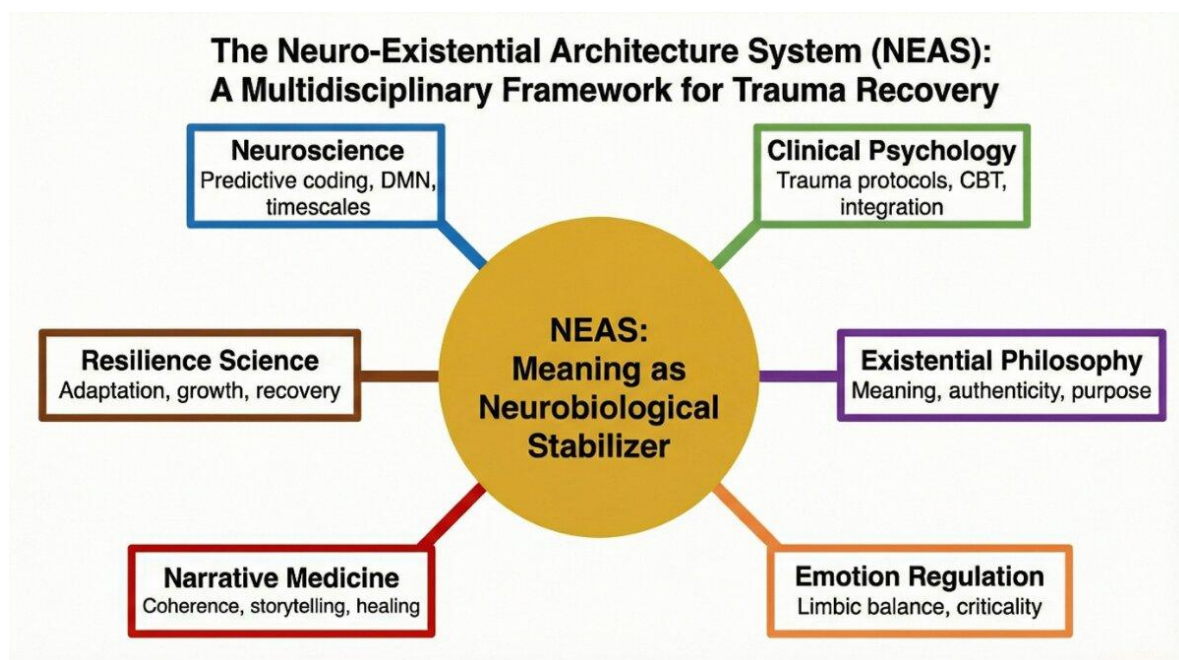 The Neuro-Existential Architecture System (NEAS):
A Multidisciplinary Framework for Trauma Recovery
Neuroscience
Predictive coding, DMN,
timescales
Clinical Psychology
Trauma protocols, CBT,
integration
Resilience Science
Adaptation, growth, recovery
NEAS:
Meaning as
Neurobiological
Stabilizer
Existential Philosophy
Meaning, authenticity, purpose
Narrative Medicine
Coherence, storytelling, healing
Emotion Regulation
Limbic balance, criticality